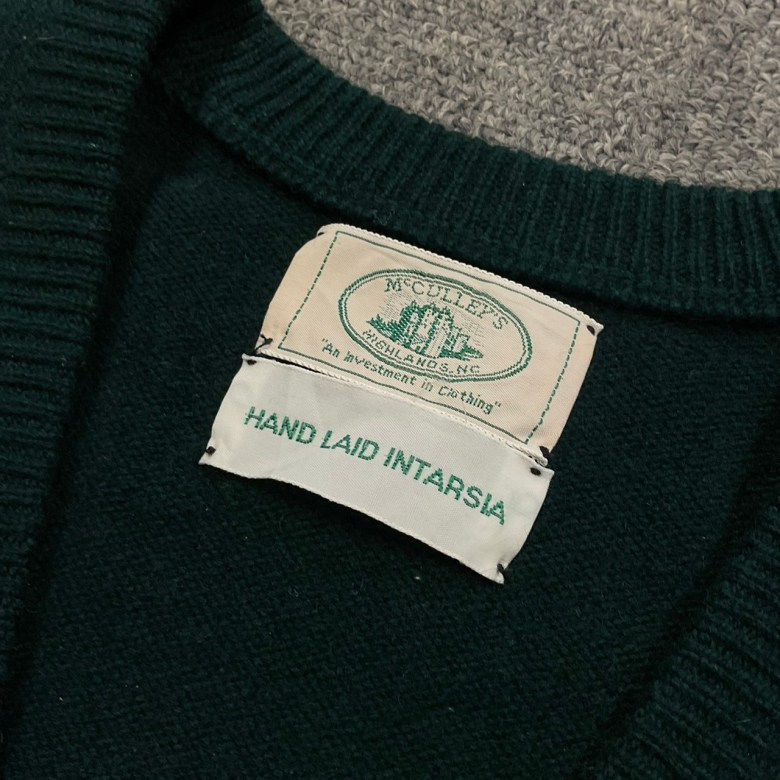 McCULLEY'S
HIGHLANDS, NC
"An Investment in Clothing"
HAND LAID INTARSIA